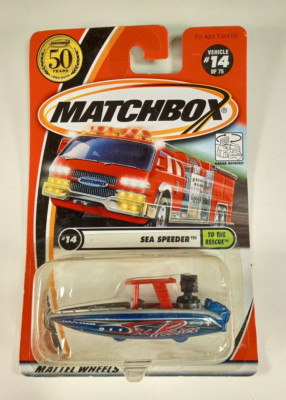 For Ages 3 and Up
MATCHBOX
50
YEARS
VEHICLE
#14
OF 75
MATCHBOX
#14
SEA SPEEDER™
TO THE
RESCUE™
MATTEL WHEELS